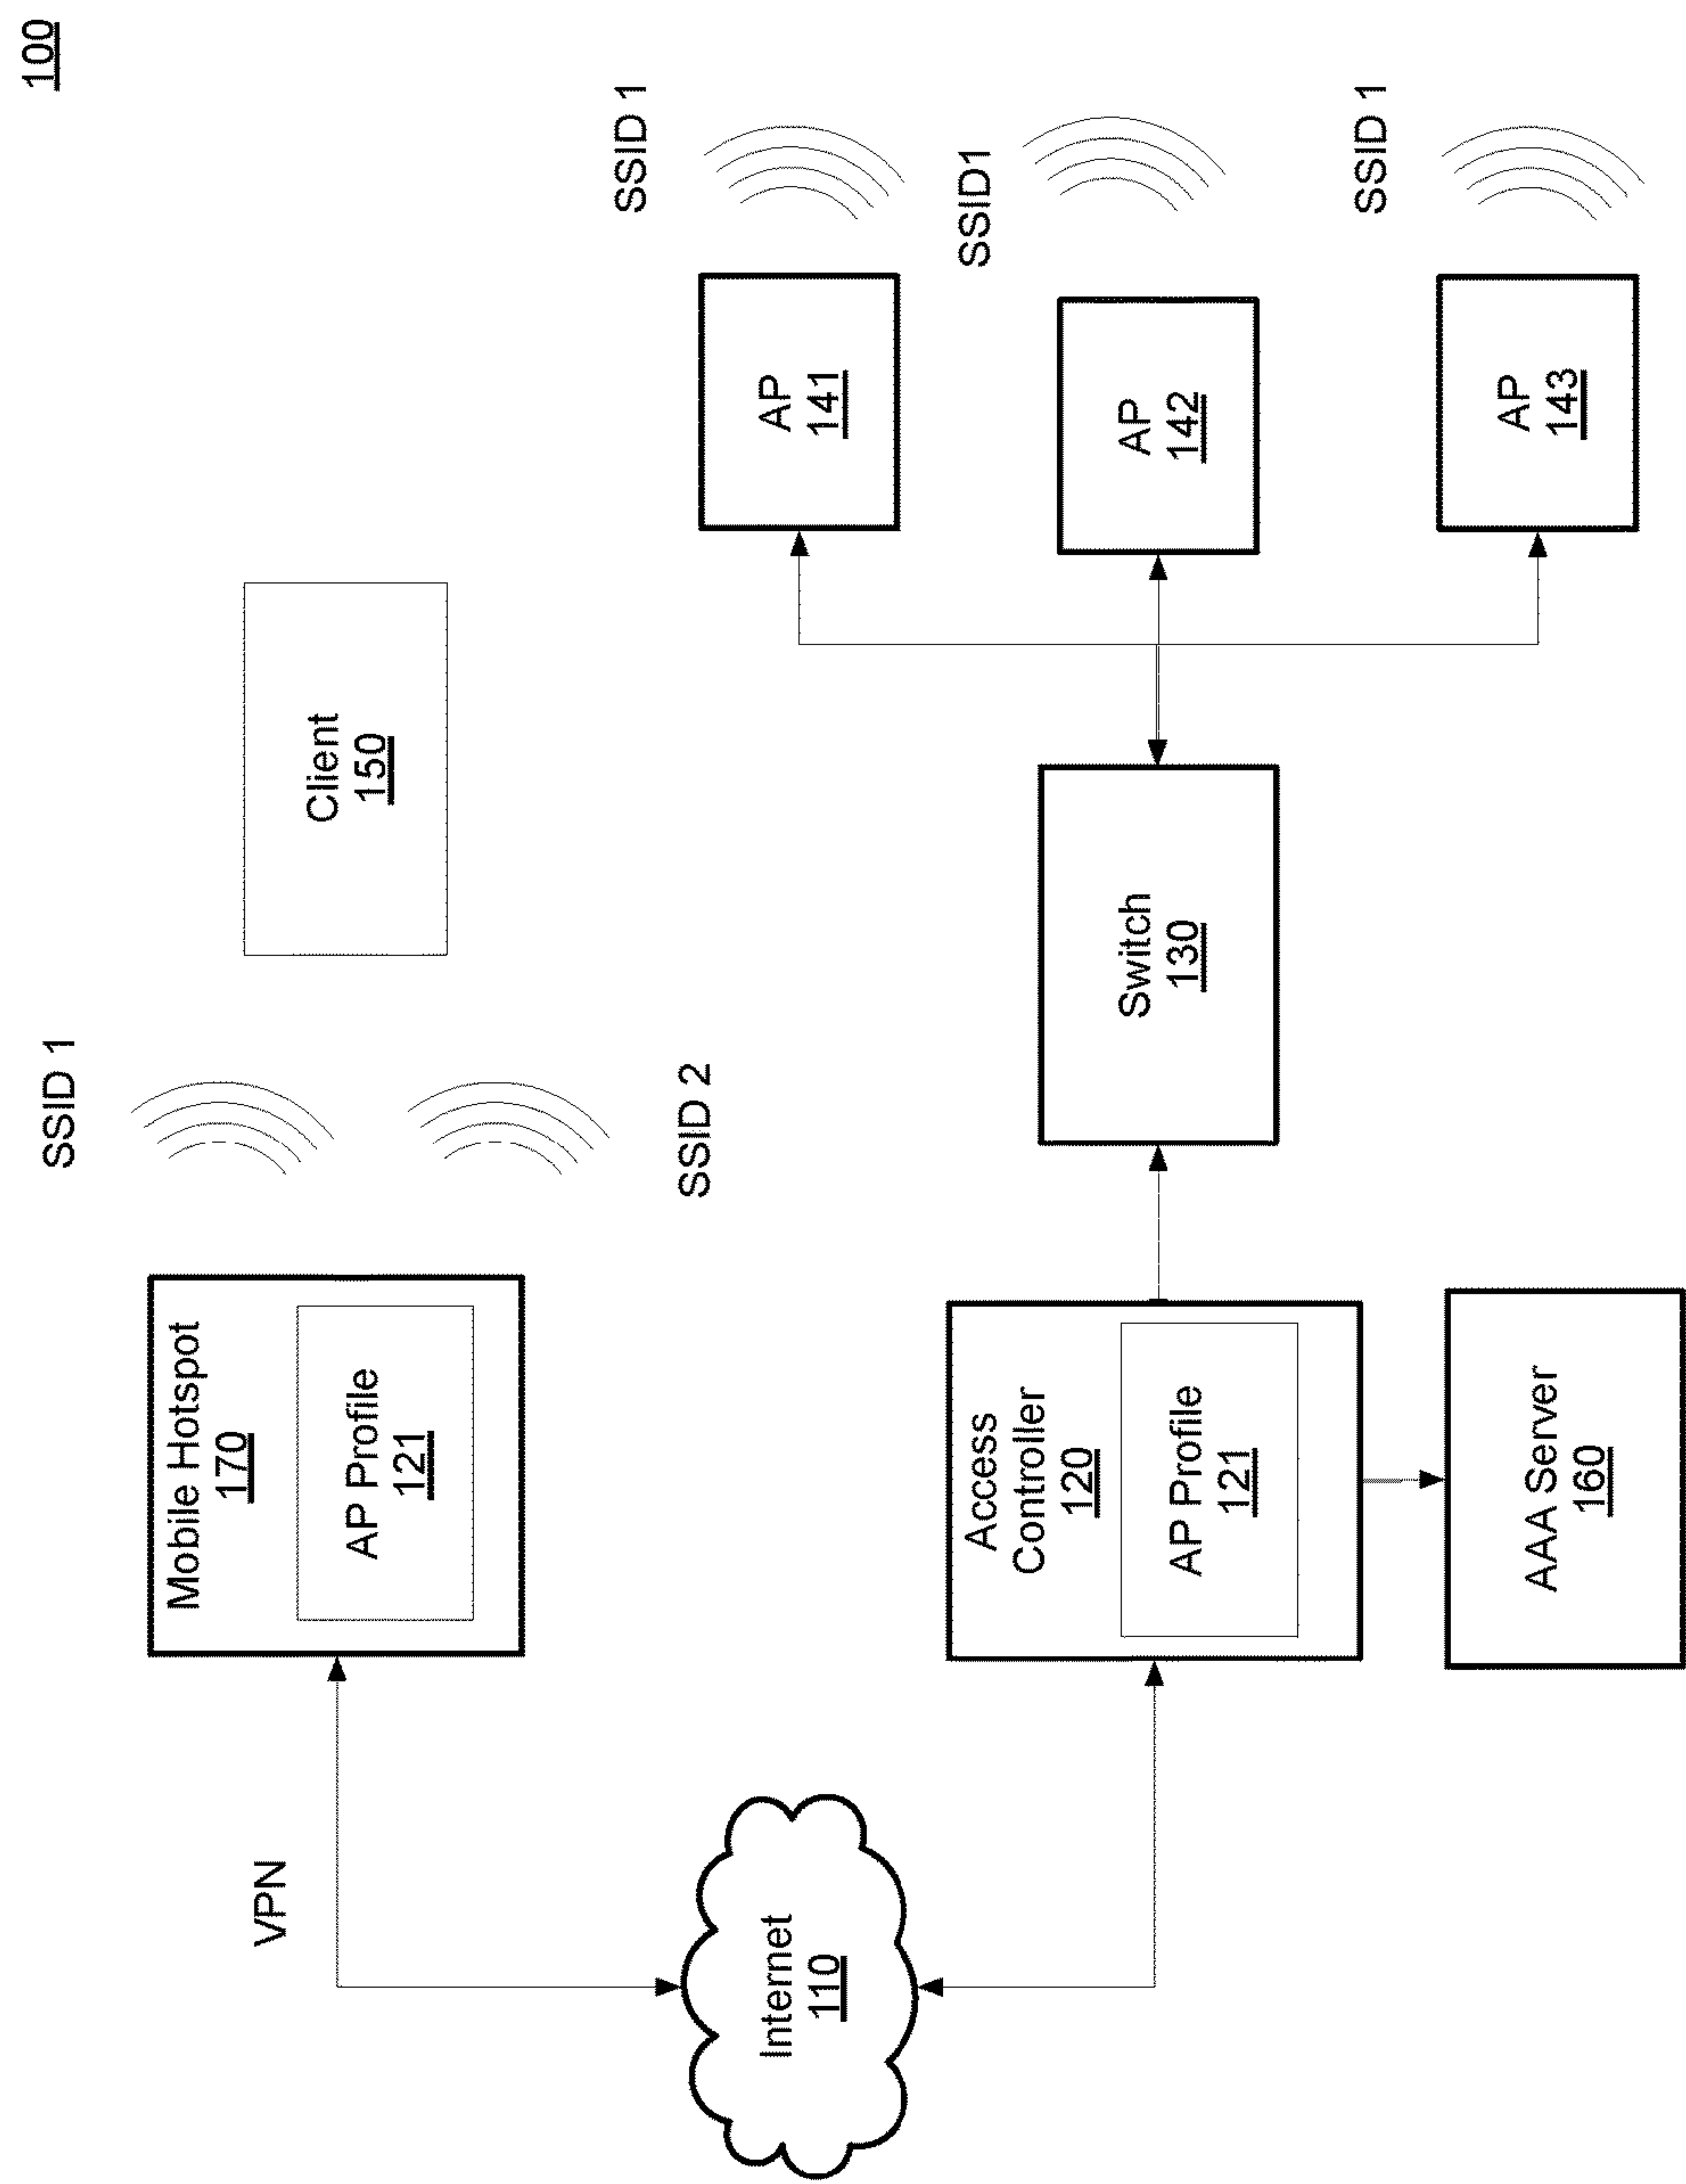 100
SSID 1
SSID 2
Mobile Hotspot
170
AP Profile
121
Client
150
VPN
Internet
110
Access
Controller
120
AP Profile
121
AAA Server
160
Switch
130
AP
141
SSID 1
AP
142
SSID1
AP
143
SSID 1